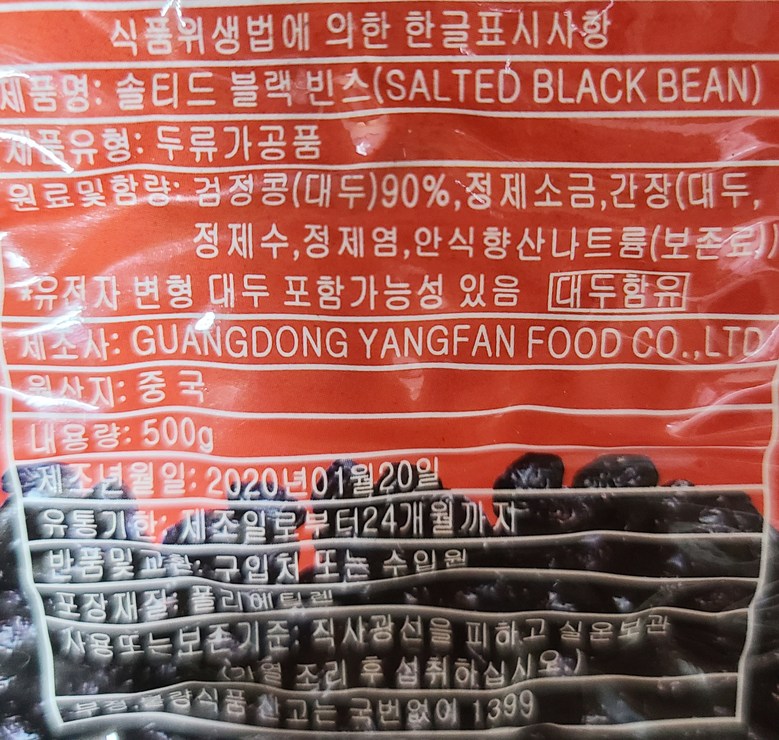 식품위생법에 의한 한글표시사항
제품명: 솔티드 블랙 빈스(SALTED BLACK BEAN)
제품유형: 두류가공품
원료및함량: 검정콩(대두)90%,정제소금,간장(대두,
정제수,정제염,안식향산나트륨(보존료))
*유전자 변형 대두 포함가능성 있음 대두함유
제조사: GUANGDONG YANGFAN FOOD CO.,LTD
원산지: 중국
내용량: 500g
제조년월일: 2020년01월20일
유통기한: 제조일로부터24개월까지
반품및교환: 구입처 또는 수입원
포장재질: 폴리에틸렌
사용또는보존기준: 직사광선을 피하고 실온보관
(가열 조리 후 섭취하십시오)
부정.불량식품 신고는 국번없이 1399